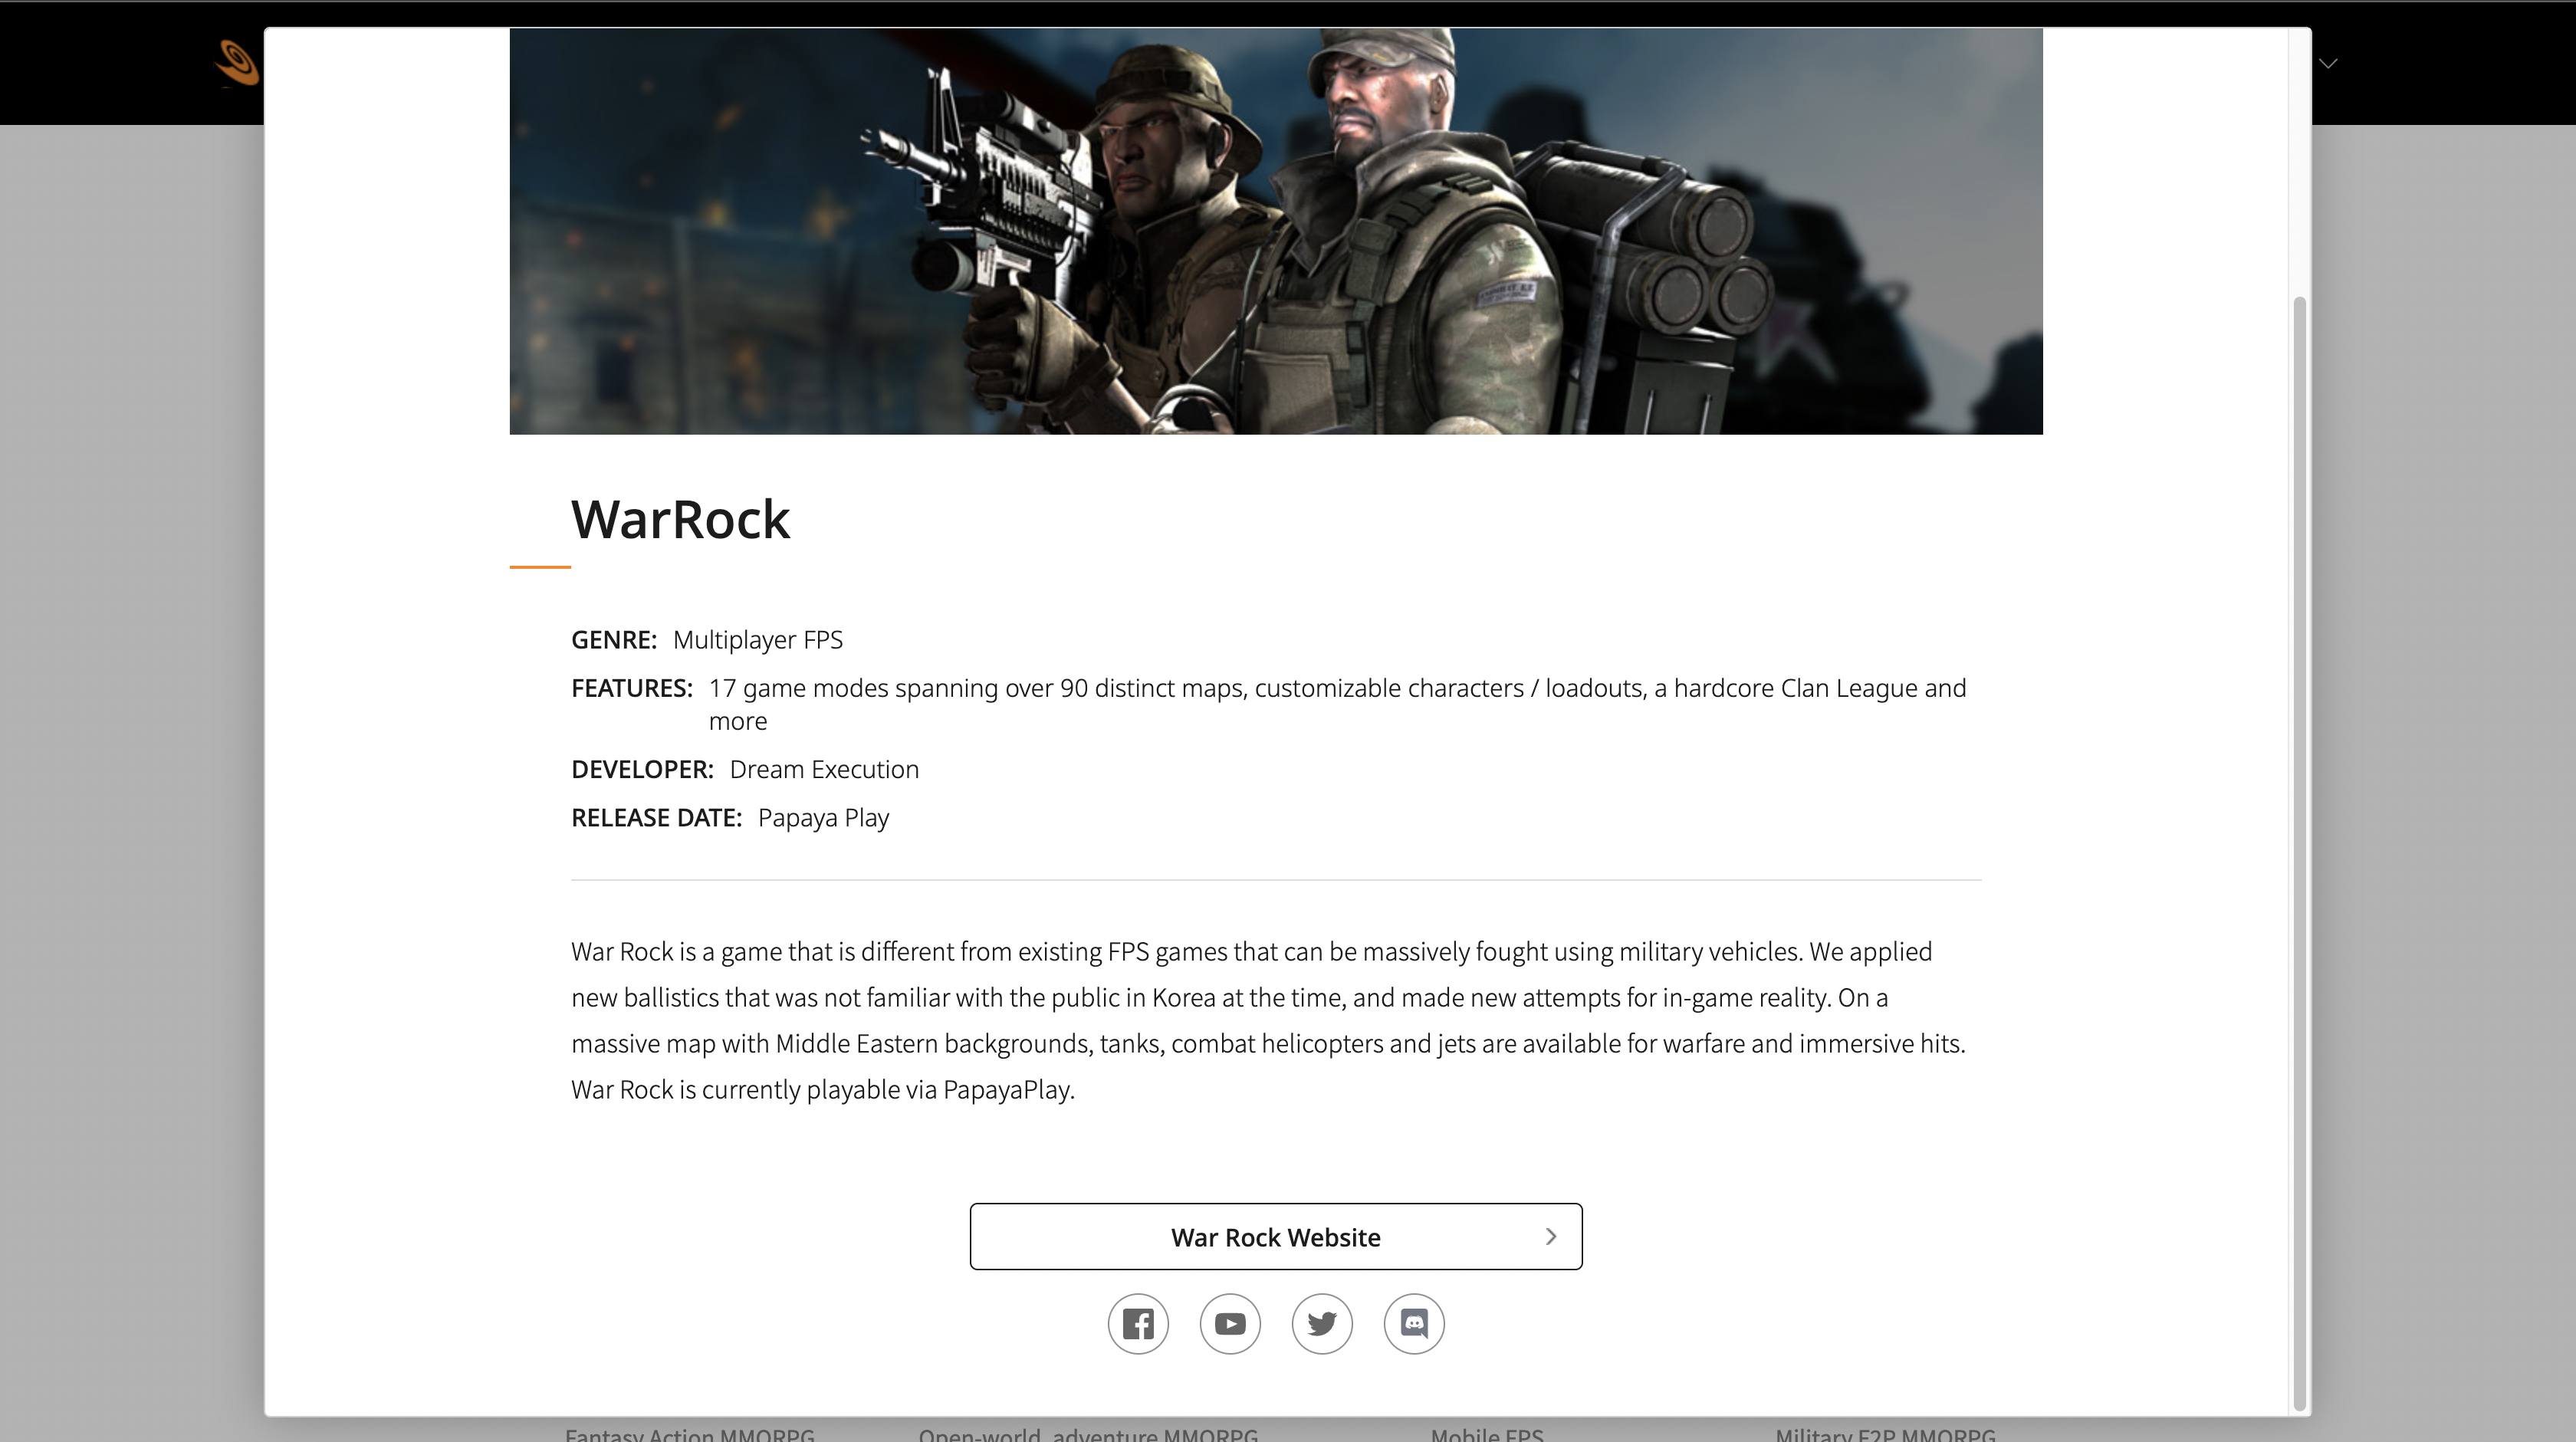 WarRock
GENRE: Multiplayer FPS
FEATURES: 17 game modes spanning over 90 distinct maps, customizable characters / loadouts, a hardcore Clan League and
more
DEVELOPER: Dream Execution
RELEASE DATE: Papaya Play
War Rock is a game that is different from existing FPS games that can be massively fought using military vehicles. We applied
new ballistics that was not familiar with the public in Korea at the time, and made new attempts for in-game reality. On a
massive map with Middle Eastern backgrounds, tanks, combat helicopters and jets are available for warfare and immersive hits.
War Rock is currently playable via PapayaPlay.
War Rock Website
Fantasy Action MMORPG Open-world, adventure MMORPG Mobile FPS Military F2P MMORPG